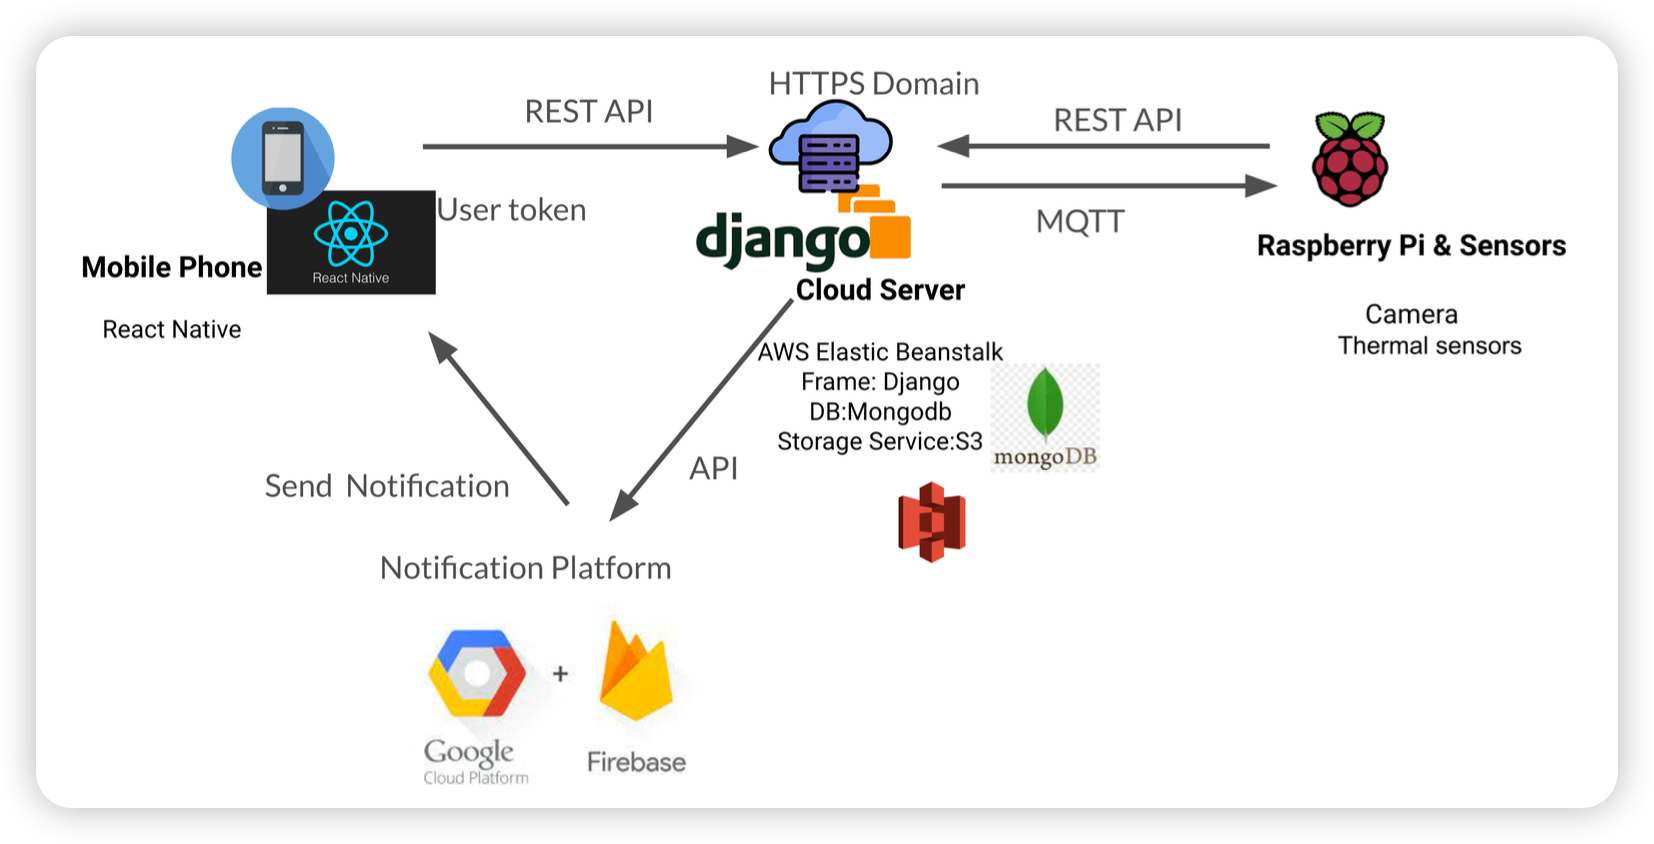 HTTPS Domain
REST API
REST API
User token
django
MQTT
React Native
Mobile Phone
Raspberry Pi & Sensors
Cloud Server
React Native
Camera
Thermal sensors
AWS Elastic Beanstalk
Frame: Django
DB:Mongodb
Storage Service:S3
mongoDB
API
Send Notification
Notification Platform
+
Google
Cloud Platform
Firebase